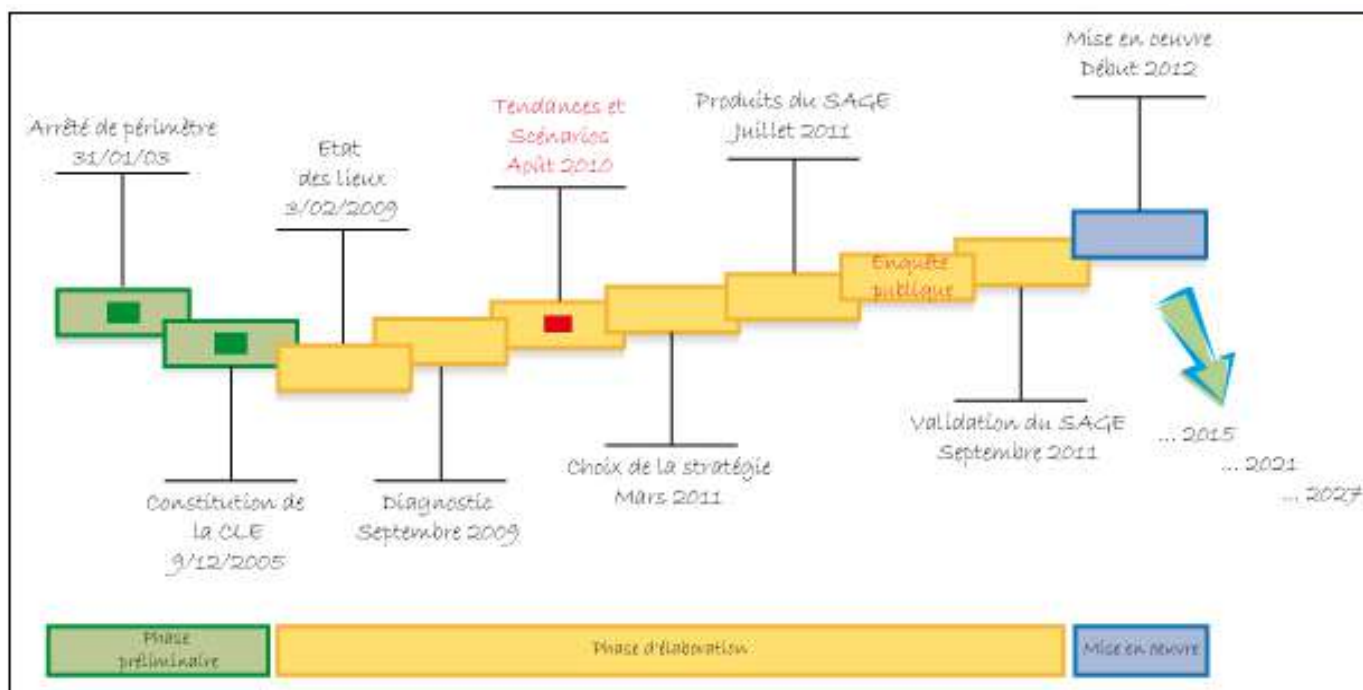 Arrêté de périmètre
31/01/03
Etat
des lieux
3/02/2009
Tendances et
Scénarios
Août 2010
Produits du SAGE
Juillet 2011
Mise en oeuvre
Début 2012
Enquête
publique
Constitution de
la CLE
9/12/2005
Diagnostic
Septembre 2009
Choix de la stratégie
Mars 2011
Validation du SAGE
Septembre 2011
... 2015
... 2021
... 2027
Phase
préliminaire
Phase d'élaboration
Mise en oeuvre